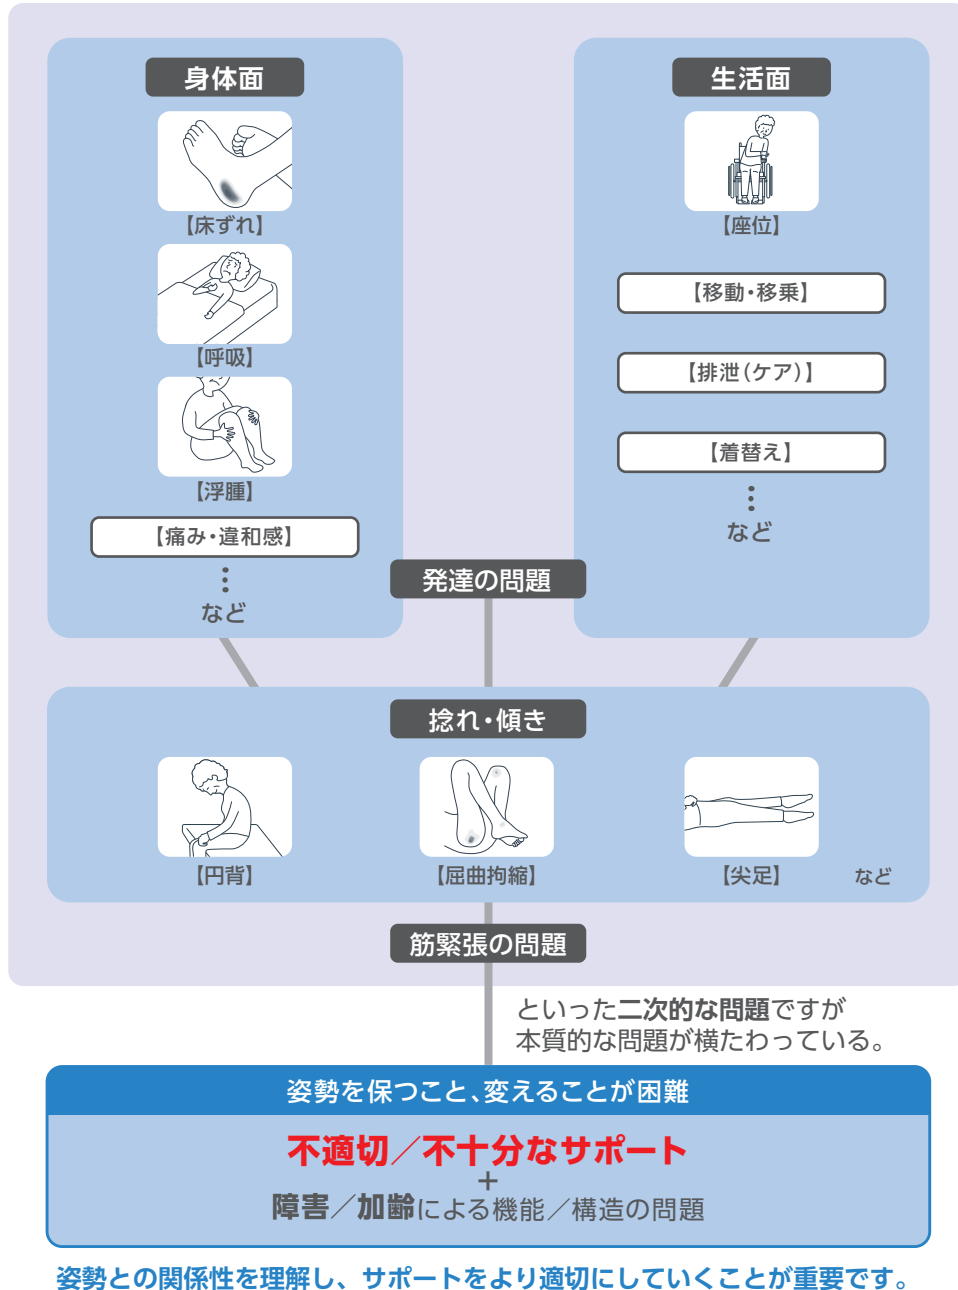 身体面
【床ずれ】
【呼吸】
【浮腫】
【痛み・違和感】
など
生活面
【座位】
【移動・移乗】
【排泄（ケア）】
【着替え】
など
発達の問題
捻れ・傾き
【円背】
【屈曲拘縮】
【尖足】
など
筋緊張の問題
といった二次的な問題ですが
本質的な問題が横たわっている。
姿勢を保つこと、変えることが困難
不適切／不十分なサポート
＋
障害／加齢による機能／構造の問題
姿勢との関係性を理解し、サポートをより適切にしていくことが重要です。